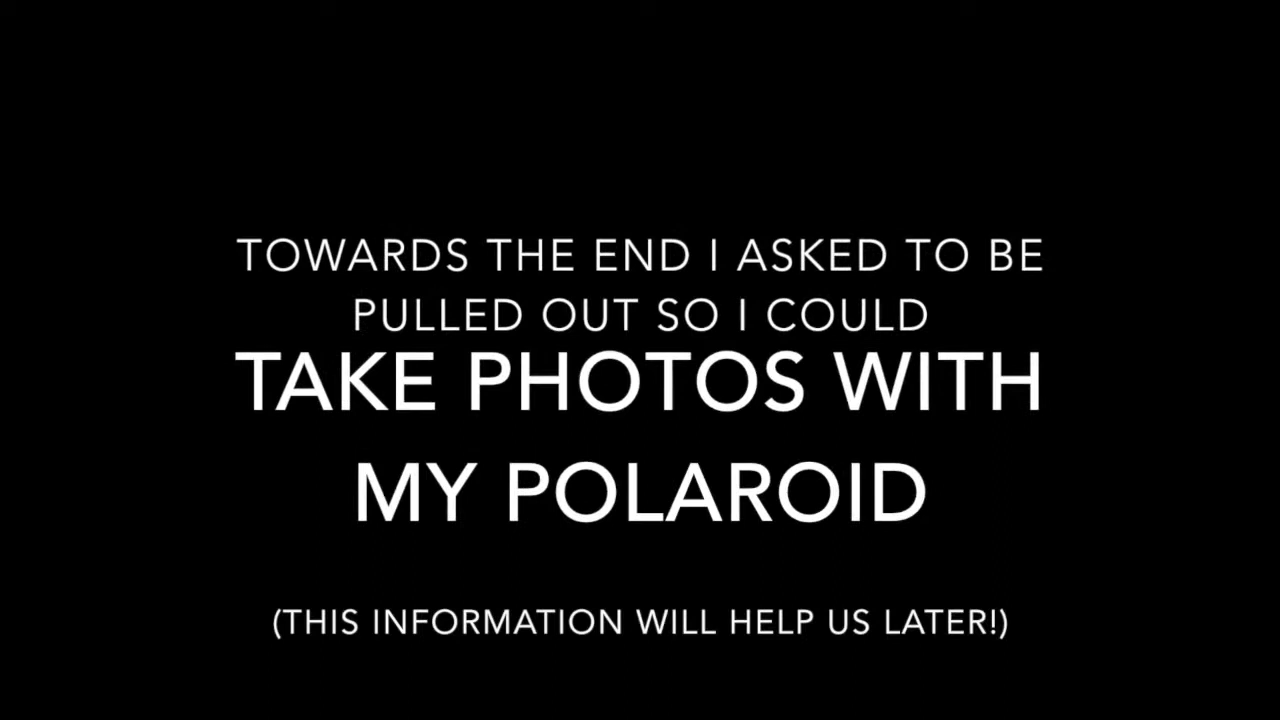 TOWARDS THE END I ASKED TO BE
PULLED OUT SO I COULD
TAKE PHOTOS WITH
MY POLAROID
(THIS INFORMATION WILL HELP US LATER!)